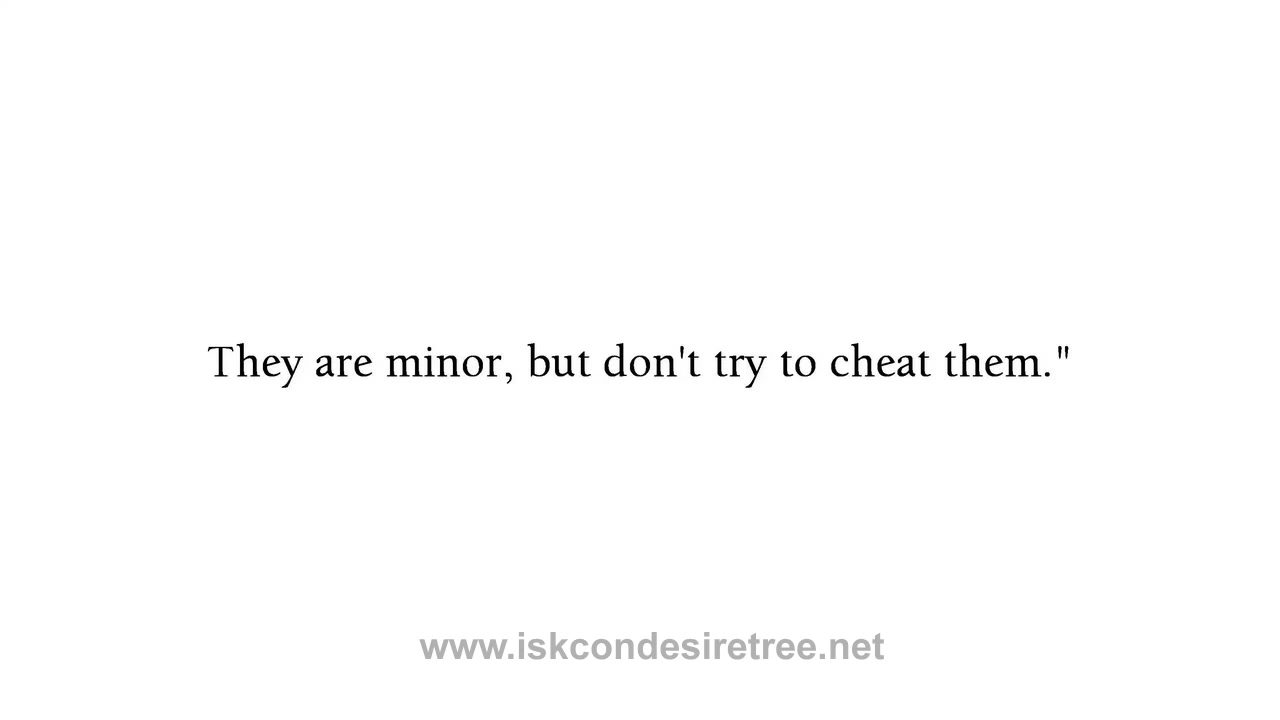 They are minor, but don't try to cheat them."
www.iskcondesiretree.net